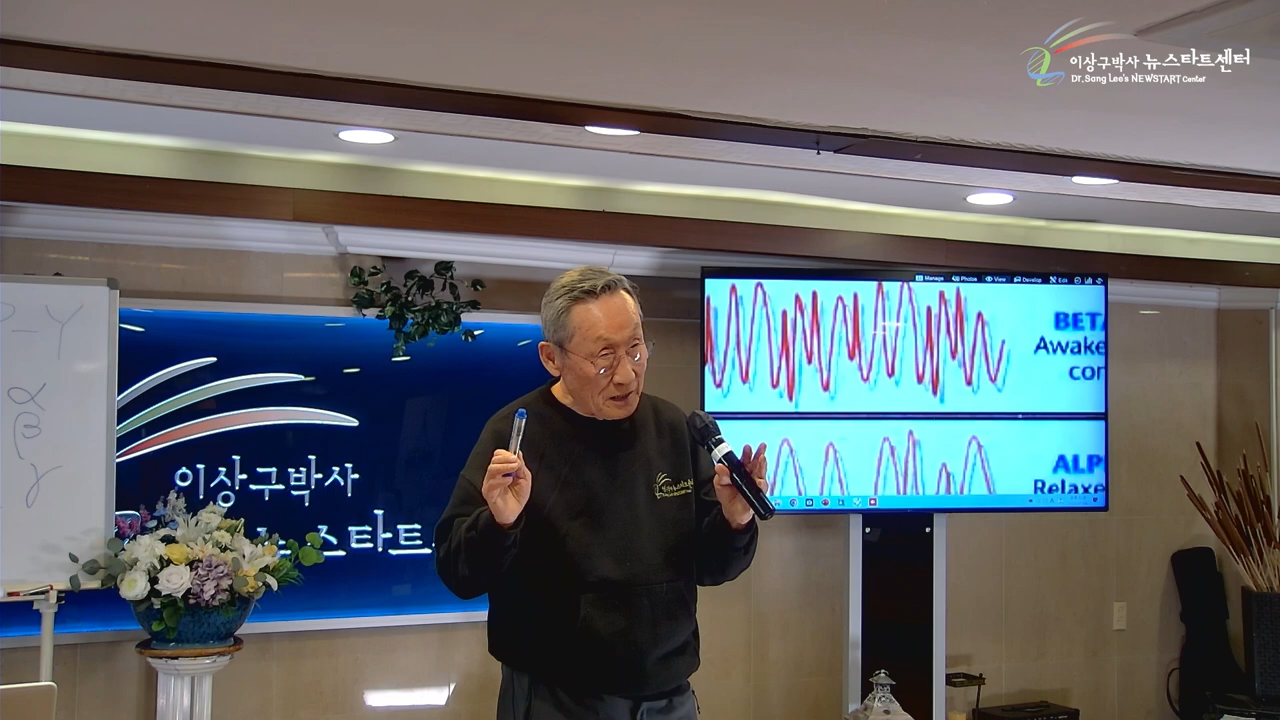 이상구박사 뉴스타트센터
Dr. Sang Lee's NEWSTART Center
Manage Photos View Develop Edit
BETA
Awake
con
ALP
Relaxe
P-Y
α
β
γ
이상구박사
스타트